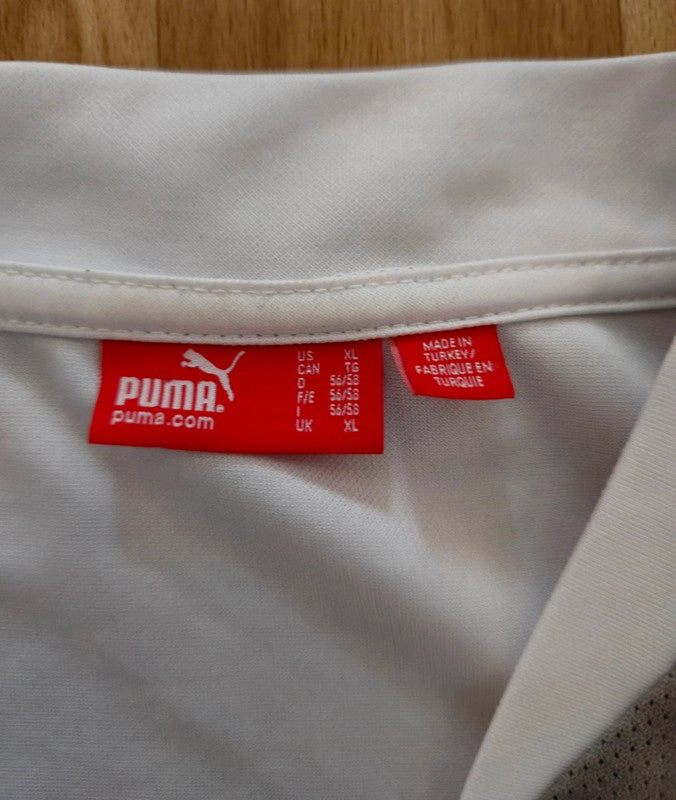 PUMA®
puma.com
US XL
CAN TG
D 56/58
F/E 56/58
I 56/58
UK XL
MADE IN
TURKEY/
FABRIQUE EN
TURQUIE